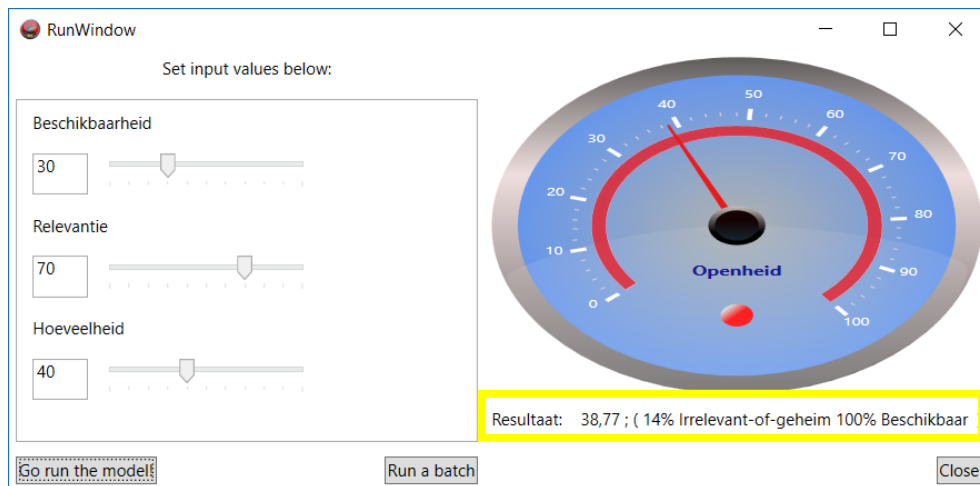 RunWindow
Set input values below:
Beschikbaarheid
30
Relevantie
70
Hoeveelheid
40
0
10
20
30
40
50
60
70
80
90
100
Openheid
Resultaat: 38,77 ; ( 14% Irrelevant-of-geheim 100% Beschikbaar
Go run the model!
Run a batch
Close